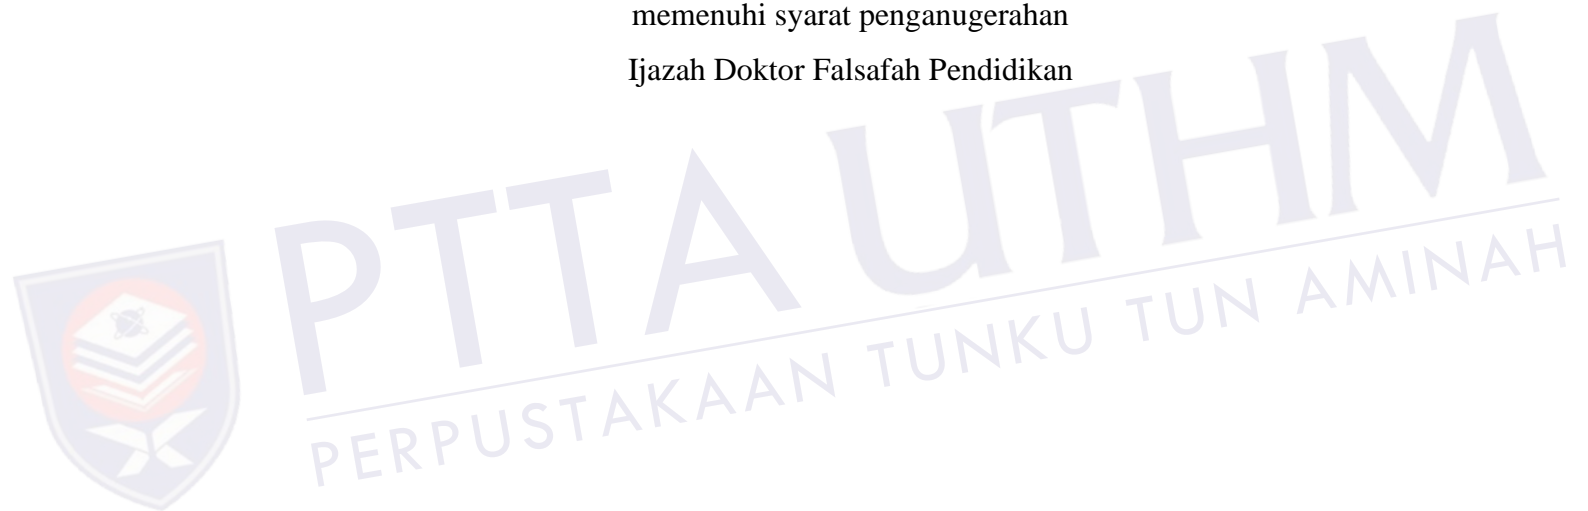 memenuhi syarat penganugerahan
Ijazah Doktor Falsafah Pendidikan
PTTA UTHM
PERPUSTAKAAN TUNKU TUN AMINAH